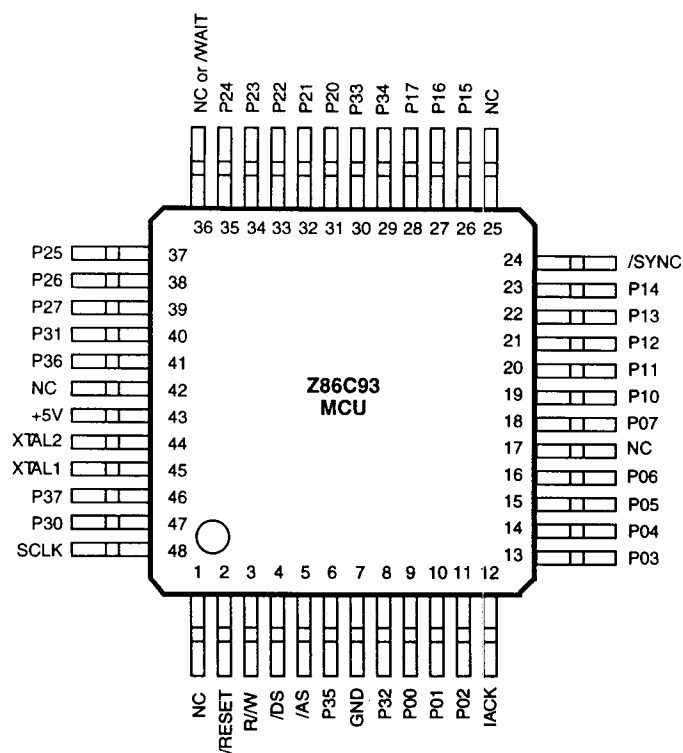 NC or /WAIT P24 P23 P22 P21 P20 P33 P34 P17 P16 P15 NC
36 35 34 33 32 31 30 29 28 27 26 25
P25 37
P26 38
P27 39
P31 40
P36 41
NC 42
+5V 43
XTAL2 44
XTAL1 45
P37 46
P30 47
SCLK 48
Z86C93
MCU
24 /SYNC
23 P14
22 P13
21 P12
20 P11
19 P10
18 P07
17 NC
16 P06
15 P05
14 P04
13 P03
1 2 3 4 5 6 7 8 9 10 11 12
NC /RESET R//W /DS /AS P35 GND P32 P00 P01 P02 IACK